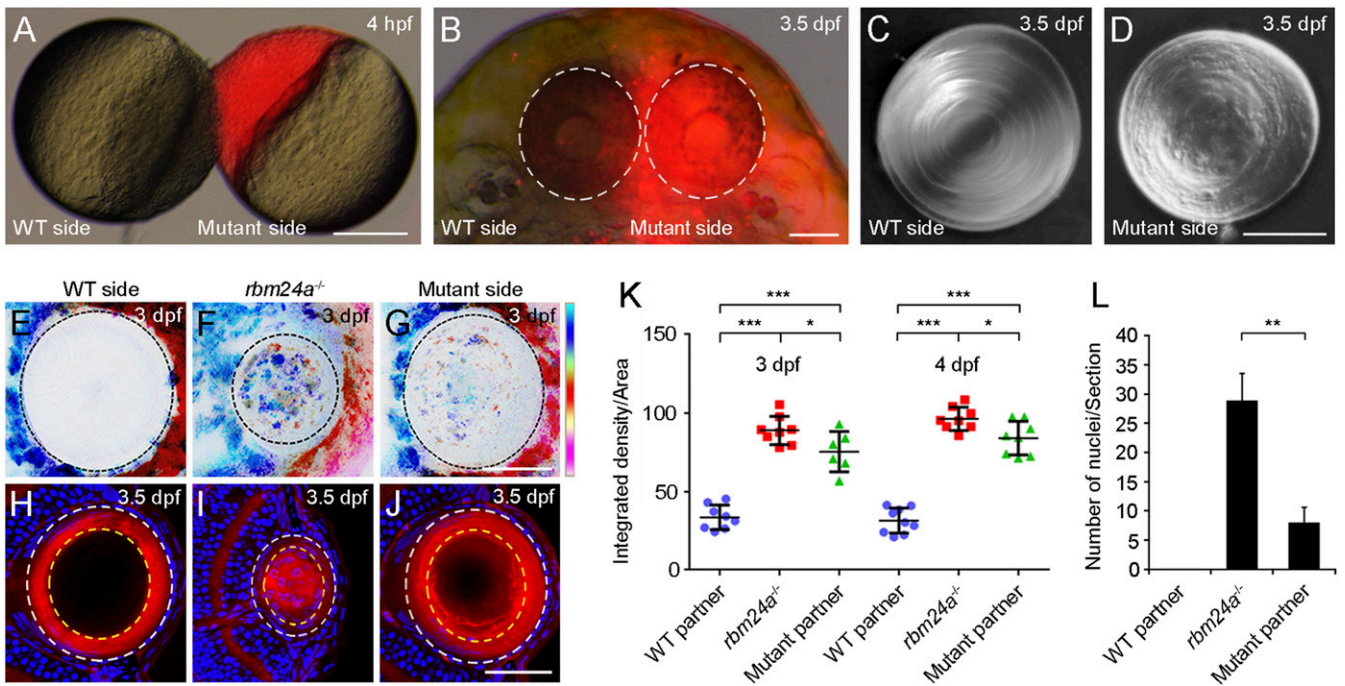 A
4 hpf
WT side
Mutant side
B
3.5 dpf
WT side
Mutant side
C
3.5 dpf
WT side
D
3.5 dpf
Mutant side
WT side
rbm24a-/-
Mutant side
E
3 dpf
F
3 dpf
G
3 dpf
H
3.5 dpf
I
3.5 dpf
J
3.5 dpf
K
***
***
*** *
*** *
3 dpf
4 dpf
150
100
50
0
Integrated density/Area
WT partner
rbm24a-/-
Mutant partner
WT partner
rbm24a-/-
Mutant partner
L
**
40
35
30
25
20
15
10
5
0
Number of nuclei/Section
WT partner
rbm24a-/-
Mutant partner